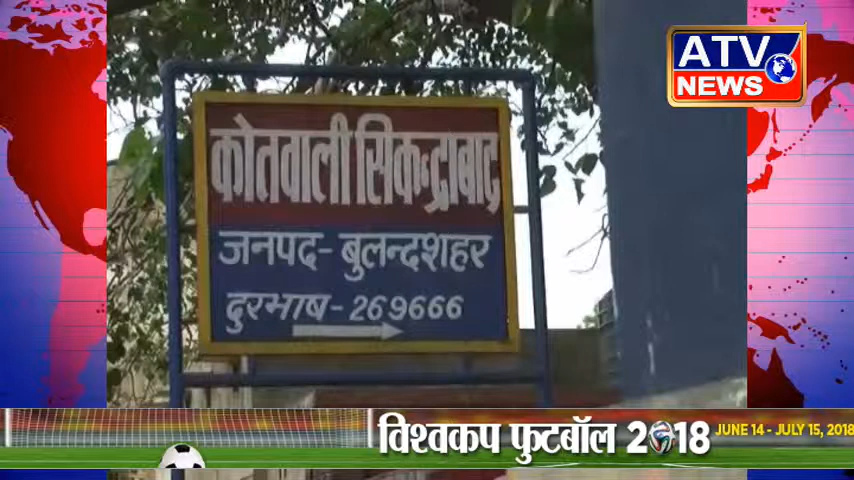 ATV
NEWS
कोतवाली सिकन्द्राबाद
जनपद-बुलन्दशहर
दुरभाष-269666
विश्वकप फुटबॉल 2018 JUNE 14 - JULY 15, 2018